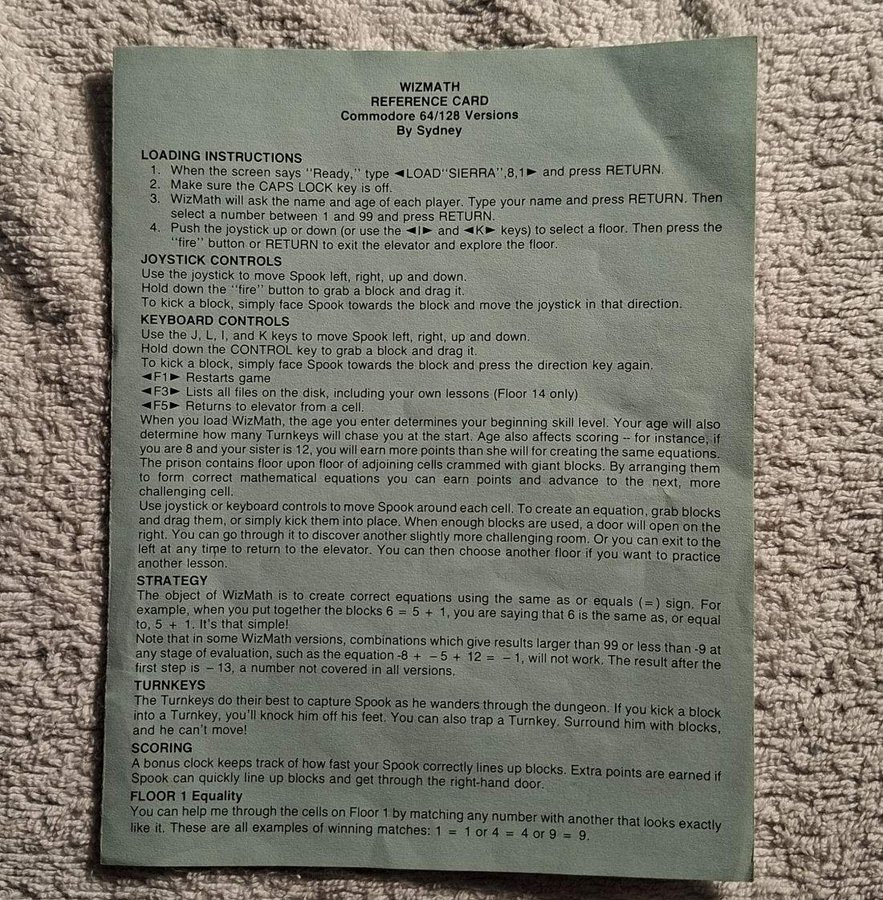 WIZMATH
REFERENCE CARD
Commodore 64/128 Versions
By Sydney
LOADING INSTRUCTIONS
1. When the screen says "Ready," type ◄LOAD"SIERRA",8,1► and press RETURN.
2. Make sure the CAPS LOCK key is off.
3. WizMath will ask the name and age of each player. Type your name and press RETURN. Then
select a number between 1 and 99 and press RETURN.
4. Push the joystick up or down (or use the ◄I► and ◄K► keys) to select a floor. Then press the
"fire" button or RETURN to exit the elevator and explore the floor.
JOYSTICK CONTROLS
Use the joystick to move Spook left, right, up and down.
Hold down the "fire" button to grab a block and drag it.
To kick a block, simply face Spook towards the block and move the joystick in that direction.
KEYBOARD CONTROLS
Use the J, L, I, and K keys to move Spook left, right, up and down.
Hold down the CONTROL key to grab a block and drag it.
To kick a block, simply face Spook towards the block and press the direction key again.
◄F1► Restarts game
◄F3► Lists all files on the disk, including your own lessons (Floor 14 only)
◄F5► Returns to elevator from a cell.
When you load WizMath, the age you enter determines your beginning skill level. Your age will also
determine how many Turnkeys will chase you at the start. Age also affects scoring -- for instance, if
you are 8 and your sister is 12, you will earn more points than she will for creating the same equations.
The prison contains floor upon floor of adjoining cells crammed with giant blocks. By arranging them
to form correct mathematical equations you can earn points and advance to the next, more
challenging cell.
Use joystick or keyboard controls to move Spook around each cell. To create an equation, grab blocks
and drag them, or simply kick them into place. When enough blocks are used, a door will open on the
right. You can go through it to discover another slightly more challenging room. Or you can exit to the
left at any time to return to the elevator. You can then choose another floor if you want to practice
another lesson.
STRATEGY
The object of WizMath is to create correct equations using the same as or equals (=) sign. For
example, when you put together the blocks 6 = 5 + 1, you are saying that 6 is the same as, or equal
to, 5 + 1. It's that simple!
Note that in some WizMath versions, combinations which give results larger than 99 or less than -9 at
any stage of evaluation, such as the equation -8 + -5 + 12 = -1, will not work. The result after the
first step is -13, a number not covered in all versions.
TURNKEYS
The Turnkeys do their best to capture Spook as he wanders through the dungeon. If you kick a block
into a Turnkey, you'll knock him off his feet. You can also trap a Turnkey. Surround him with blocks,
and he can't move!
SCORING
A bonus clock keeps track of how fast your Spook correctly lines up blocks. Extra points are earned if
Spook can quickly line up blocks and get through the right-hand door.
FLOOR 1 Equality
You can help me through the cells on Floor 1 by matching any number with another that looks exactly
like it. These are all examples of winning matches: 1 = 1 or 4 = 4 or 9 = 9.